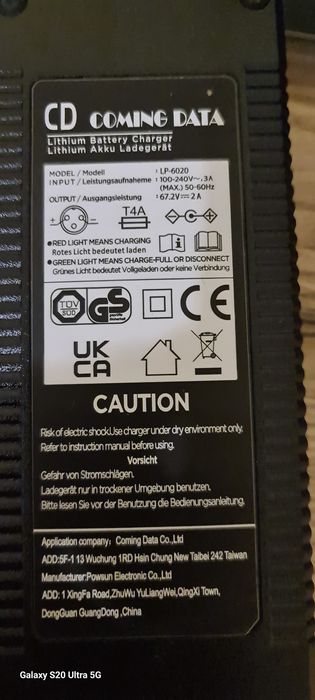 CD COMING DATA
Lithium Battery Charger
Lithium Akku Ladegerät
MODEL / Modell : LP-6020
INPUT / Leistungsaufnaheme : 100-240V~.3A
(MAX.) 50-60Hz
OUTPUT / Ausgangsleistung : 67.2V⎓2A
T4A
●RED LIGHT MEANS CHARGING
Rotes Licht bedeutet laden
●GREEN LIGHT MEANS CHARGE-FULL OR DISCONNECT
Grünes Licht bedeutet Vollgeladen oder keine Verbindung
TÜV SÜD GS geprüfte Sicherheit CE
UK
CA
CAUTION
Risk of electric shock.Use charger under dry environment only.
Refer to instruction manual before using.
Vorsicht
Gefahr von Stromschlägen.
Ladegerät nur in trockener Umgebung benutzen.
Bitte lesen Sie vor der Benutzung die Bedienungsanleitung.
Application company: Coming Data Co.,Ltd
ADD:5F-1 13 Wuchung 1RD Hsin Chung New Taibei 242 Taiwan
Manufacturer:Powsun Electronic Co.,Ltd
ADD: 1 XingFa Road,ZhuWu YuLiangWei,QingXi Town,
DongGuan GuangDong ,China
Galaxy S20 Ultra 5G